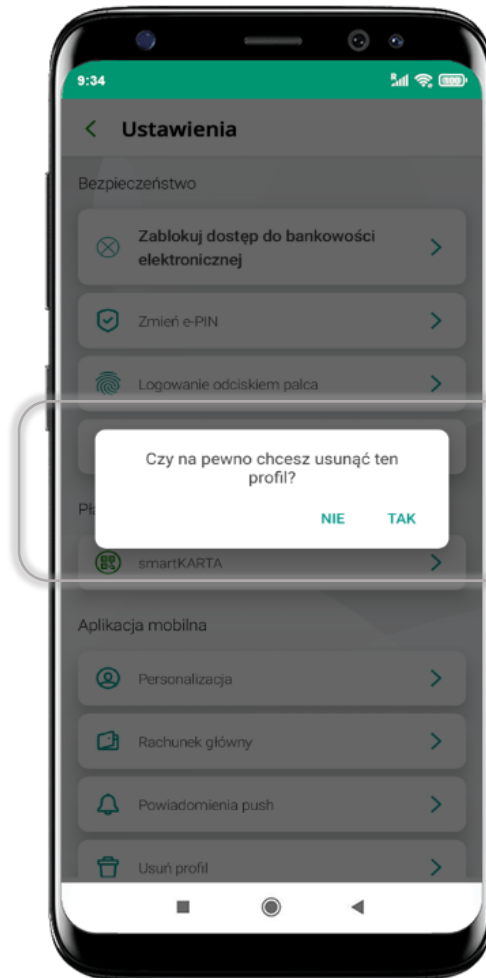 9:34
R
100
Ustawienia
Bezpieczeństwo
Zablokuj dostęp do bankowości
elektronicznej
Zmień e-PIN
Logowanie odciskiem palca
Czy na pewno chcesz usunąć ten
profil?
NIE TAK
smartKARTA
Aplikacja mobilna
Personalizacja
Rachunek główny
Powiadomienia push
Usuń profil